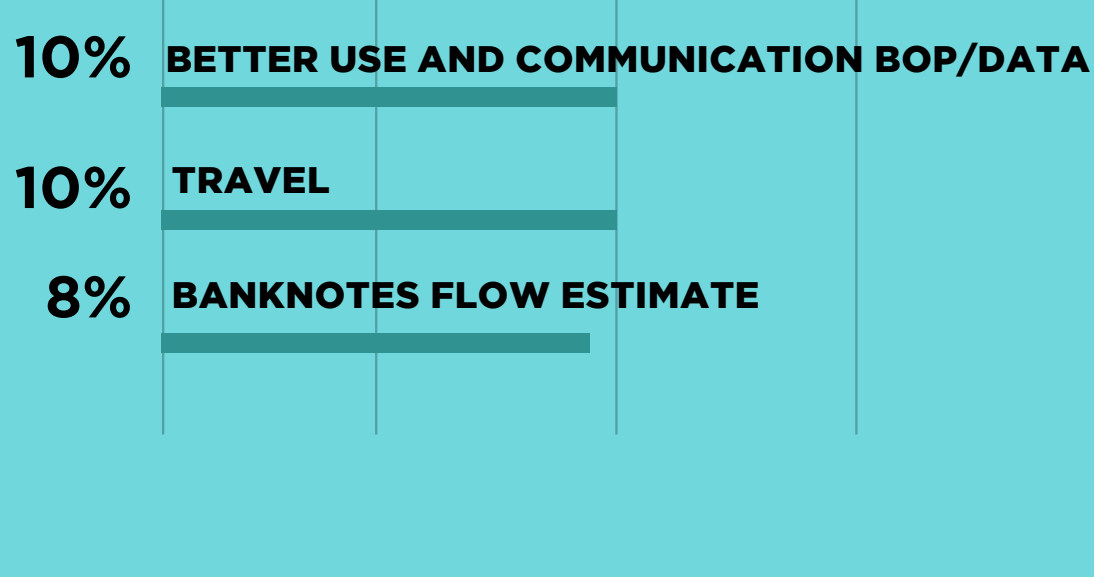 10% BETTER USE AND COMMUNICATION BOP/DATA
10% TRAVEL
8% BANKNOTES FLOW ESTIMATE